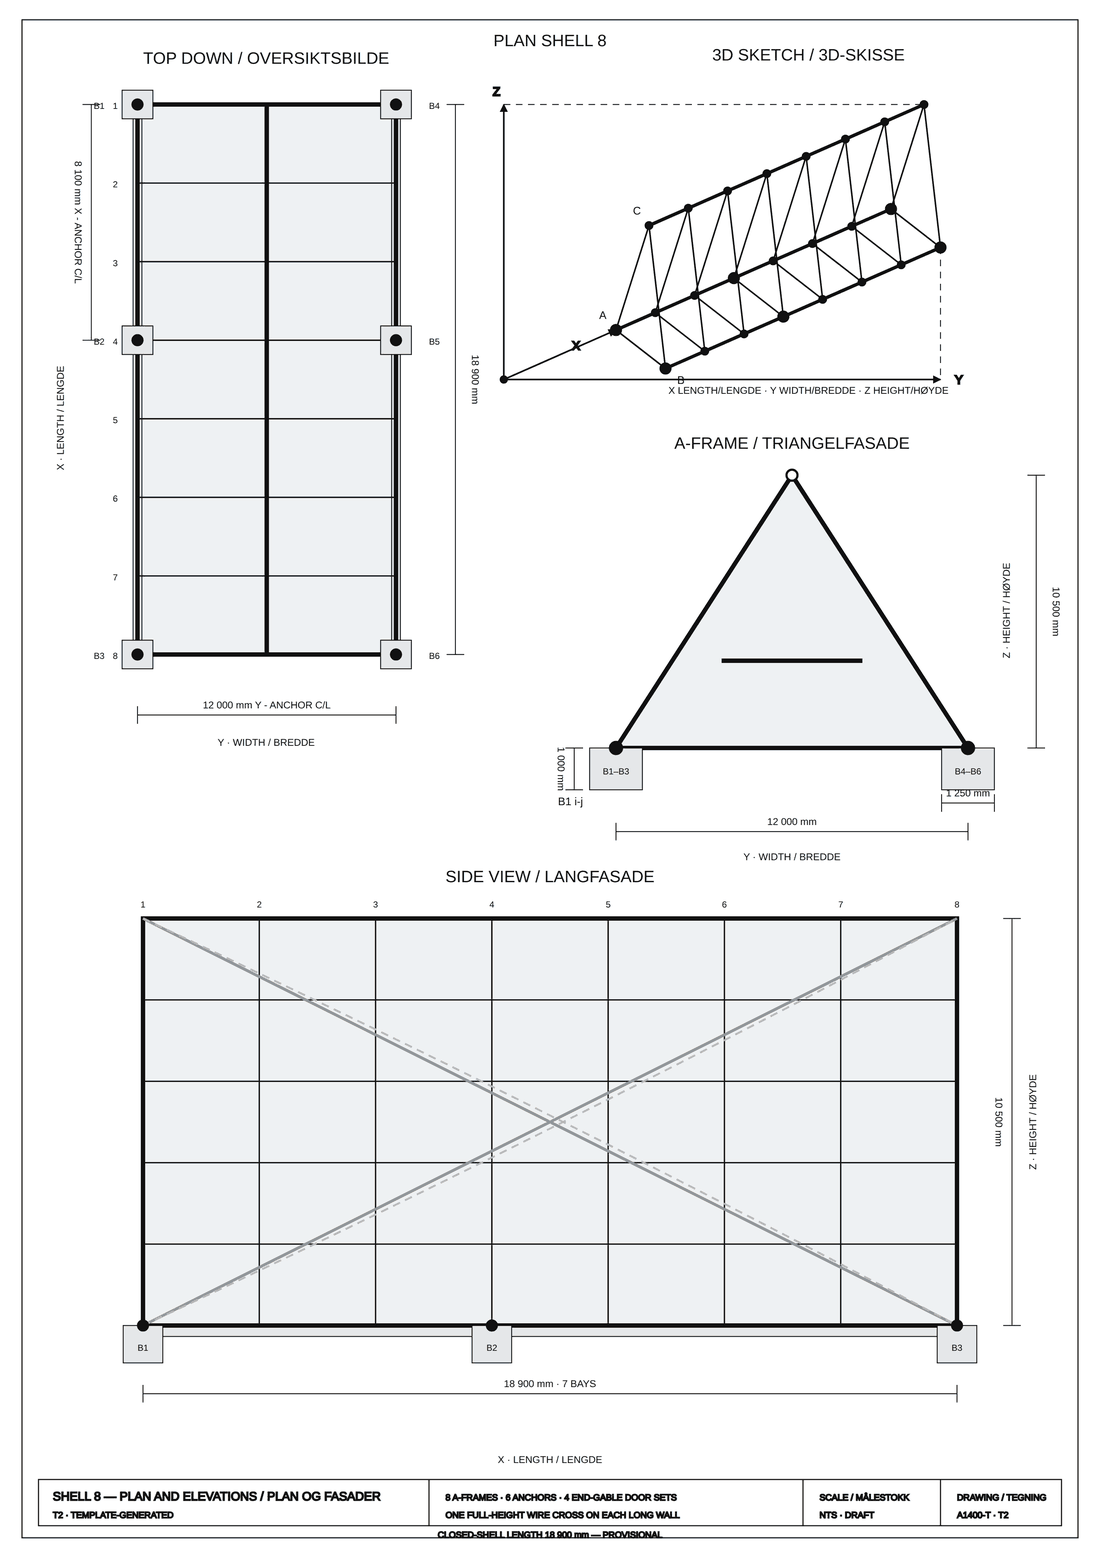 PLAN SHELL 8
TOP DOWN / OVERSIKTSBILDE
B1 1
B4
2
3
B2 4
B5
5
6
7
B3 8
B6
8 100 mm X - ANCHOR C/L
X · LENGTH / LENGDE
18 900 mm
12 000 mm Y - ANCHOR C/L
Y · WIDTH / BREDDE
3D SKETCH / 3D-SKISSE
Z
C
A
X
B
Y
X LENGTH/LENGDE · Y WIDTH/BREDDE · Z HEIGHT/HØYDE
A-FRAME / TRIANGELFASADE
Z · HEIGHT / HØYDE
10 500 mm
1 000 mm
B1–B3
B4–B6
B1 i-j
1 250 mm
12 000 mm
Y · WIDTH / BREDDE
SIDE VIEW / LANGFASADE
1 2 3 4 5 6 7 8
10 500 mm
Z · HEIGHT / HØYDE
B1
B2
B3
18 900 mm · 7 BAYS
X · LENGTH / LENGDE
SHELL 8 — PLAN AND ELEVATIONS / PLAN OG FASADER
T2 · TEMPLATE-GENERATED
8 A-FRAMES · 6 ANCHORS · 4 END-GABLE DOOR SETS
ONE FULL-HEIGHT WIRE CROSS ON EACH LONG WALL
CLOSED-SHELL LENGTH 18 900 mm — PROVISIONAL
SCALE / MÅLESTOKK
NTS · DRAFT
DRAWING / TEGNING
A1400-T · T2